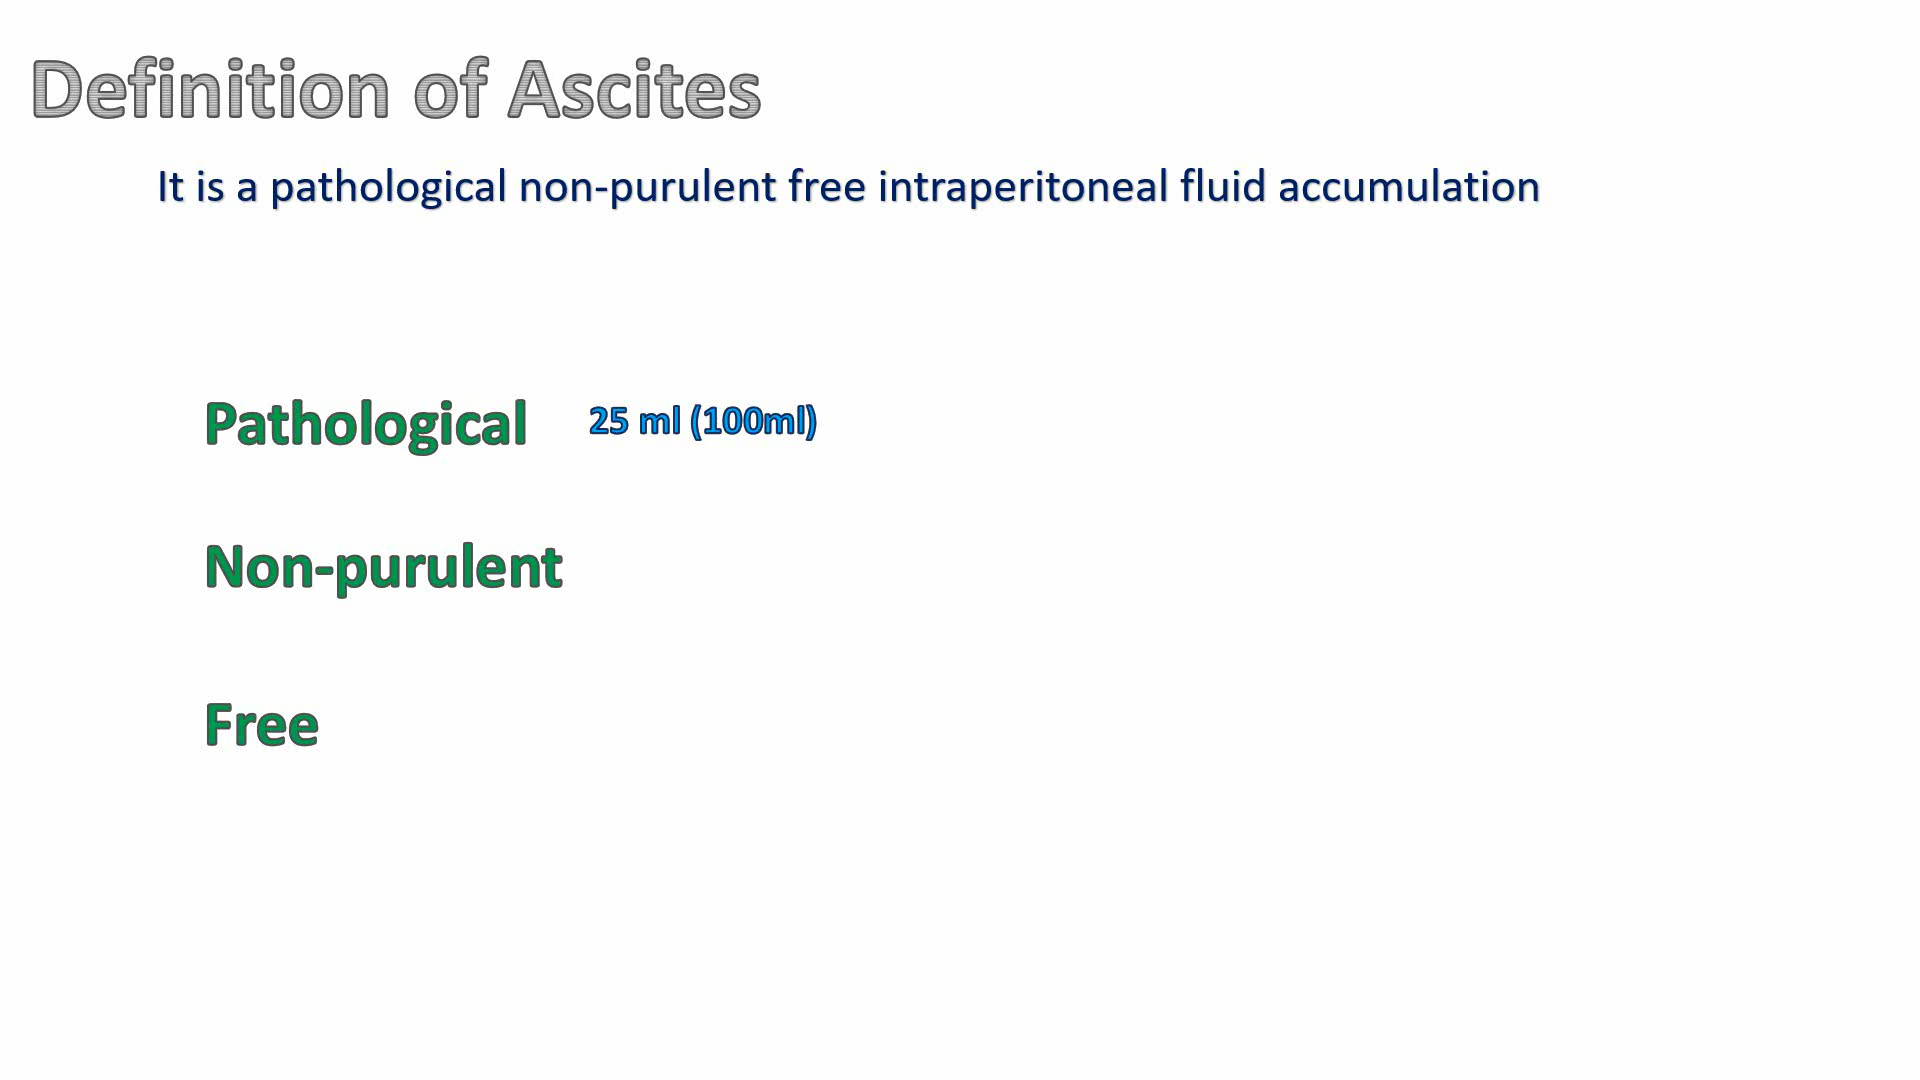 Definition of Ascites
It is a pathological non-purulent free intraperitoneal fluid accumulation
Pathological 25 ml (100ml)
Non-purulent
Free